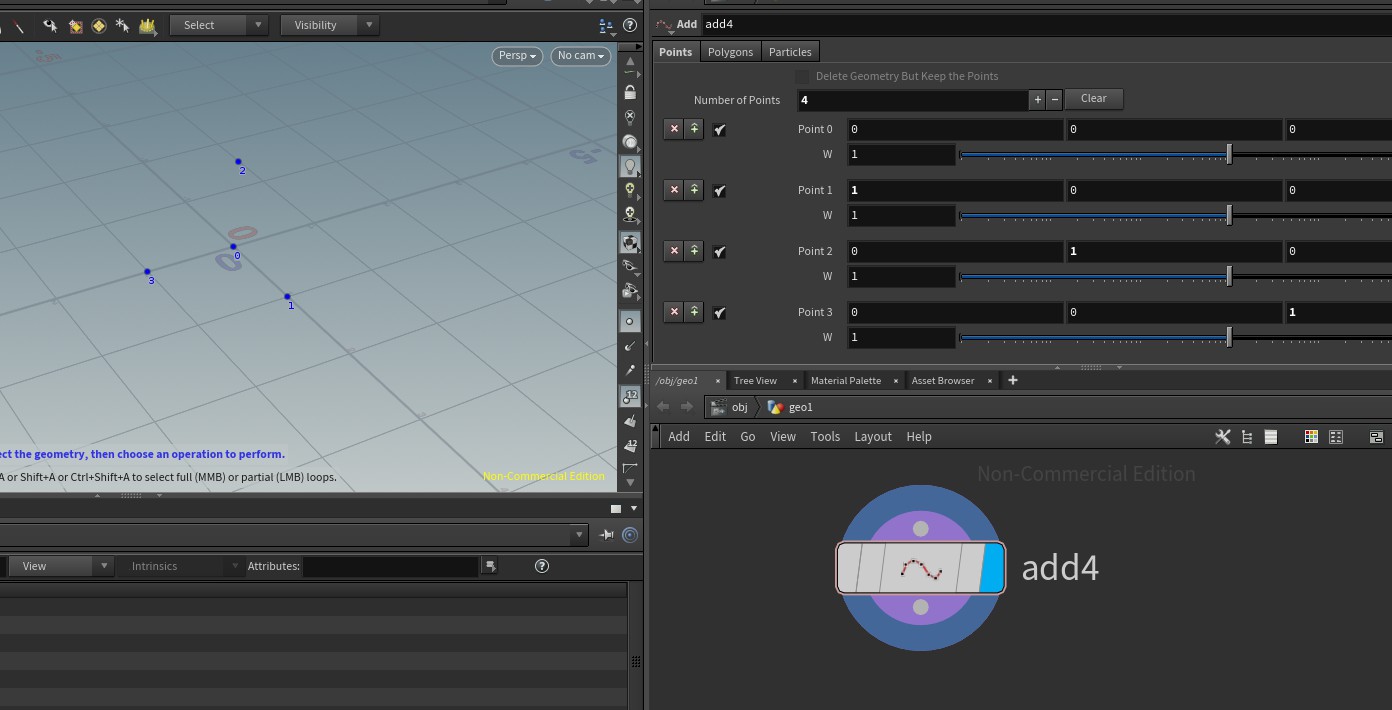 Select
Visibility
Persp
No cam
2
0
0
0
3
1
5
ect the geometry, then choose an operation to perform.
A or Shift+A or Ctrl+Shift+A to select full (MMB) or partial (LMB) loops.
Non-Commercial Edition
12
12
View
Intrinsics
Attributes:
Add add4
Points Polygons Particles
Delete Geometry But Keep the Points
Number of Points 4 + − Clear
Point 0 0 0 0
W 1
Point 1 1 0 0
W 1
Point 2 0 1 0
W 1
Point 3 0 0 1
W 1
/obj/geo1 Tree View Material Palette Asset Browser
obj geo1
Add Edit Go View Tools Layout Help
Non-Commercial Edition
add4